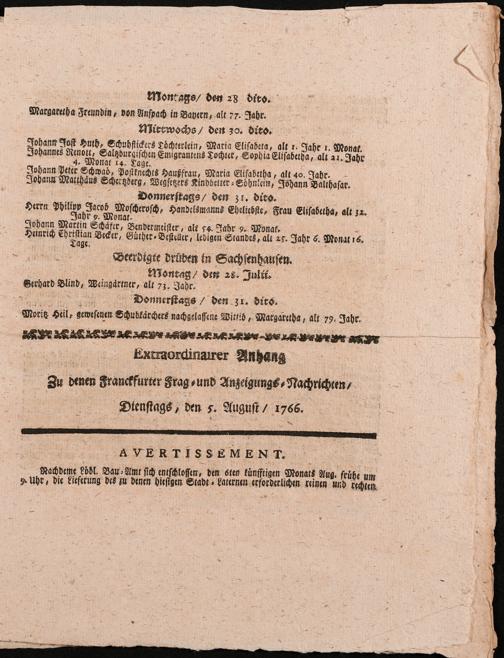 Montags/ den 28 dito.
Margaretha Freundin, von Anspach in Bayern, alt 77. Jahr.
Mittwochs/ den 30. dito.
Johann Jost Huth, Schuhflickers Töchterlein, Maria Elisabeta, alt 1. Jahr 1. Monat.
Johannes Renott, Saltzburgischen Emigrantens Tochter, Sophia Elisabetha, alt 21. Jahr
4. Monat 14. Tage.
Johann Peter Schwab, Postknechts Haußfrau, Maria Elisabetha, alt 40. Jahr.
Johann Matthäus Schertzberg, Wegsetzers Kindbetter-Söhnlein, Johann Balthasar.
Donnerstags/ den 31. dito.
Herrn Philipp Jacob Moscherosch, Handelsmanns Eheliebste, Frau Elisabetha, alt 32.
Jahr 9. Monat.
Johann Martin Schäfer, Bendermeister, alt 54. Jahr 9. Monat.
Heinrich Christian Becker, Güther-Besteller, ledigen Standes, alt 25. Jahr 6. Monat 16.
Tage.
Beerdigte drüben in Sachsenhausen.
Montag/ den 28. Julii.
Gerhard Blind, Weingärtner, alt 73. Jahr.
Donnerstags/ den 31. dito.
Moritz Heil, gewesenen Schubkärchers nachgelassene Wittib, Margaretha, alt 79. Jahr.
Extraordinairer Anhang
Zu denen Franckfurter Frag-und Anzeigungs-Nachrichten/
Dienstags, den 5. August/ 1766.
AVERTISSEMENT.
Nachdeme Löbl. Bau-Amt sich entschlossen, den 6ten künfftigen Monats Aug. frühe um
9. Uhr, die Lieferung des zu denen hiesigen Stadt-Laternen erforderlichen reinen und rechten